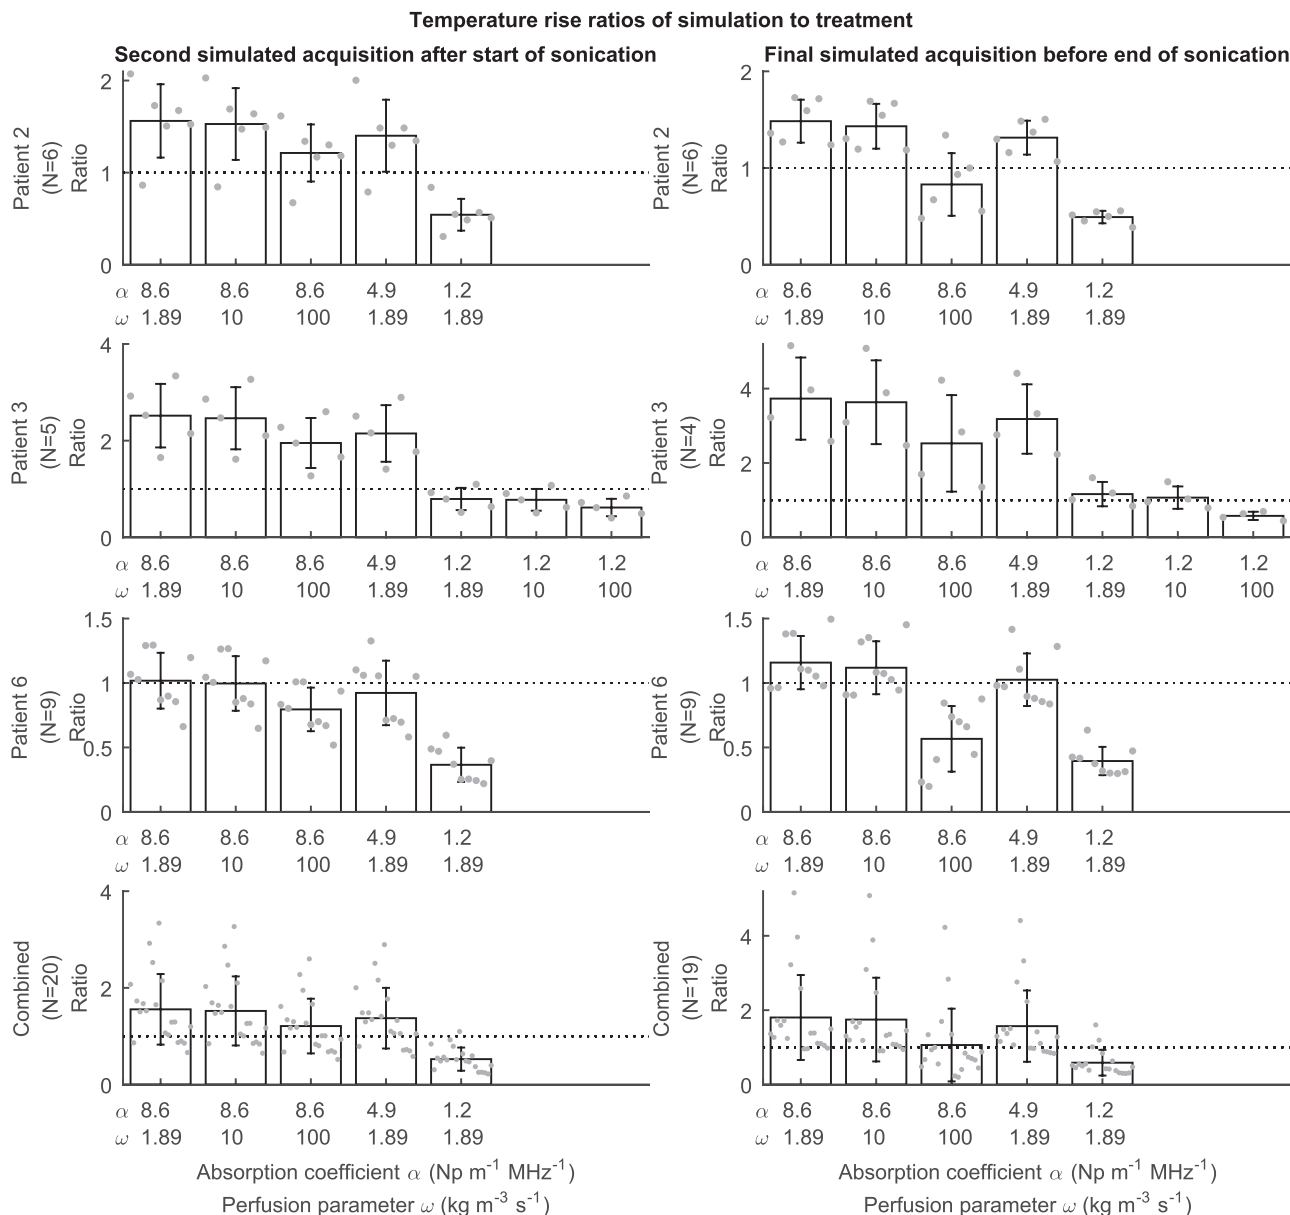 Temperature rise ratios of simulation to treatment
Second simulated acquisition after start of sonication
Patient 2
(N=6)
Ratio
2
1
0
α 8.6 8.6 8.6 4.9 1.2
ω 1.89 10 100 1.89 1.89
Patient 3
(N=5)
Ratio
4
2
0
α 8.6 8.6 8.6 4.9 1.2 1.2 1.2
ω 1.89 10 100 1.89 1.89 10 100
Patient 6
(N=9)
Ratio
1.5
1
0.5
0
α 8.6 8.6 8.6 4.9 1.2
ω 1.89 10 100 1.89 1.89
Combined
(N=20)
Ratio
4
2
0
α 8.6 8.6 8.6 4.9 1.2
ω 1.89 10 100 1.89 1.89
Absorption coefficient α (Np m⁻¹ MHz⁻¹)
Perfusion parameter ω (kg m⁻³ s⁻¹)
Final simulated acquisition before end of sonication
Patient 2
(N=6)
Ratio
2
1
0
α 8.6 8.6 8.6 4.9 1.2
ω 1.89 10 100 1.89 1.89
Patient 3
(N=4)
Ratio
4
2
0
α 8.6 8.6 8.6 4.9 1.2 1.2 1.2
ω 1.89 10 100 1.89 1.89 10 100
Patient 6
(N=9)
Ratio
1.5
1
0.5
0
α 8.6 8.6 8.6 4.9 1.2
ω 1.89 10 100 1.89 1.89
Combined
(N=19)
Ratio
4
2
0
α 8.6 8.6 8.6 4.9 1.2
ω 1.89 10 100 1.89 1.89
Absorption coefficient α (Np m⁻¹ MHz⁻¹)
Perfusion parameter ω (kg m⁻³ s⁻¹)